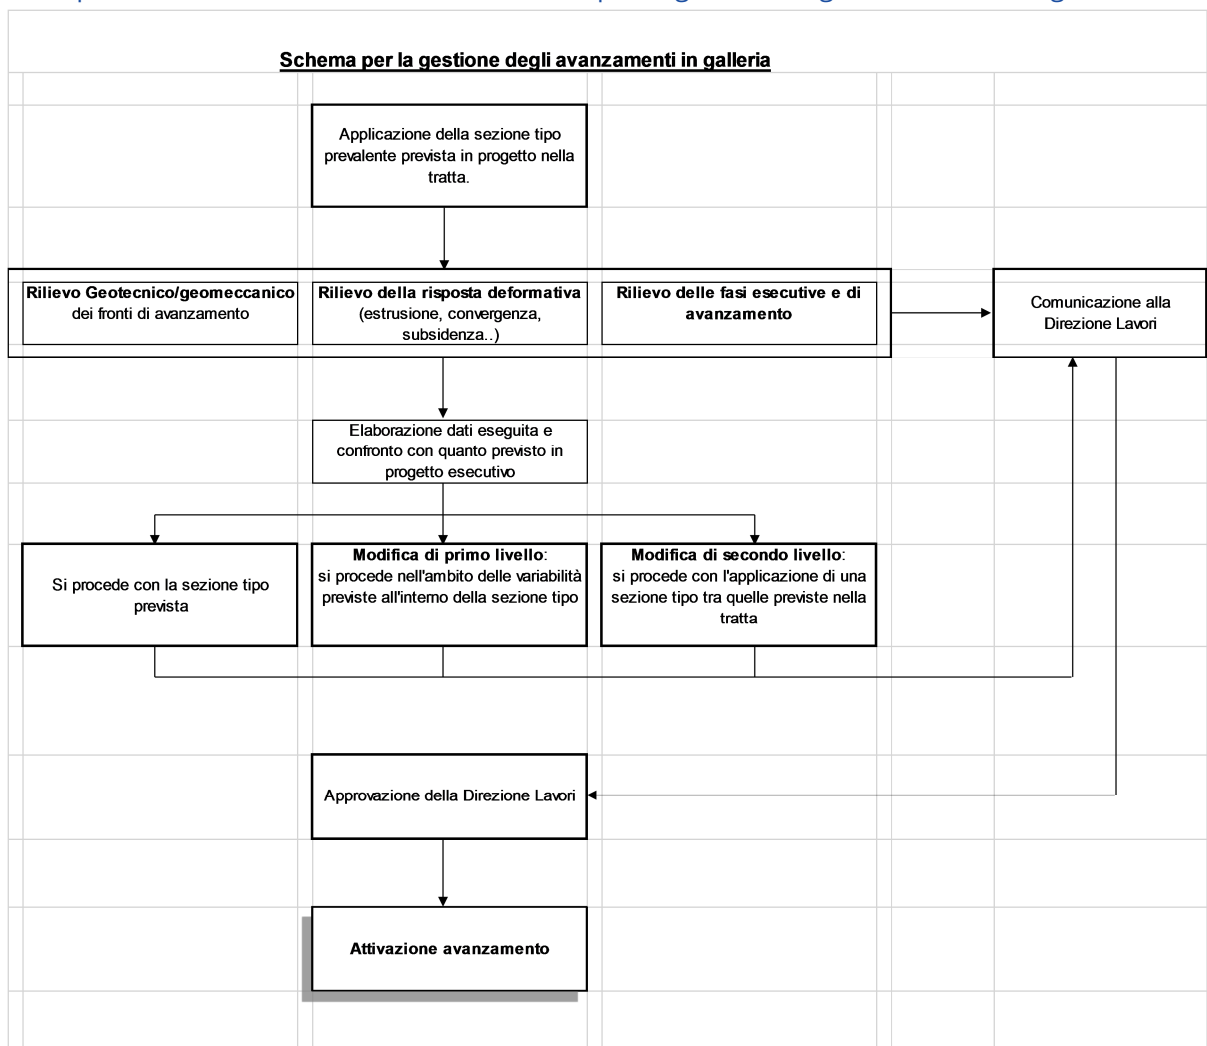 Schema per la gestione degli avanzamenti in galleria
Applicazione della sezione tipo
prevalente prevista in progetto nella
tratta.
Rilievo Geotecnico/geomeccanico
dei fronti di avanzamento
Rilievo della risposta deformativa
(estrusione, convergenza,
subsidenza..)
Rilievo delle fasi esecutive e di
avanzamento
Comunicazione alla
Direzione Lavori
Elaborazione dati eseguita e
confronto con quanto previsto in
progetto esecutivo
Si procede con la sezione tipo
prevista
Modifica di primo livello:
si procede nell'ambito delle variabilità
previste all'interno della sezione tipo
Modifica di secondo livello:
si procede con l'applicazione di una
sezione tipo tra quelle previste nella
tratta
Approvazione della Direzione Lavori
Attivazione avanzamento